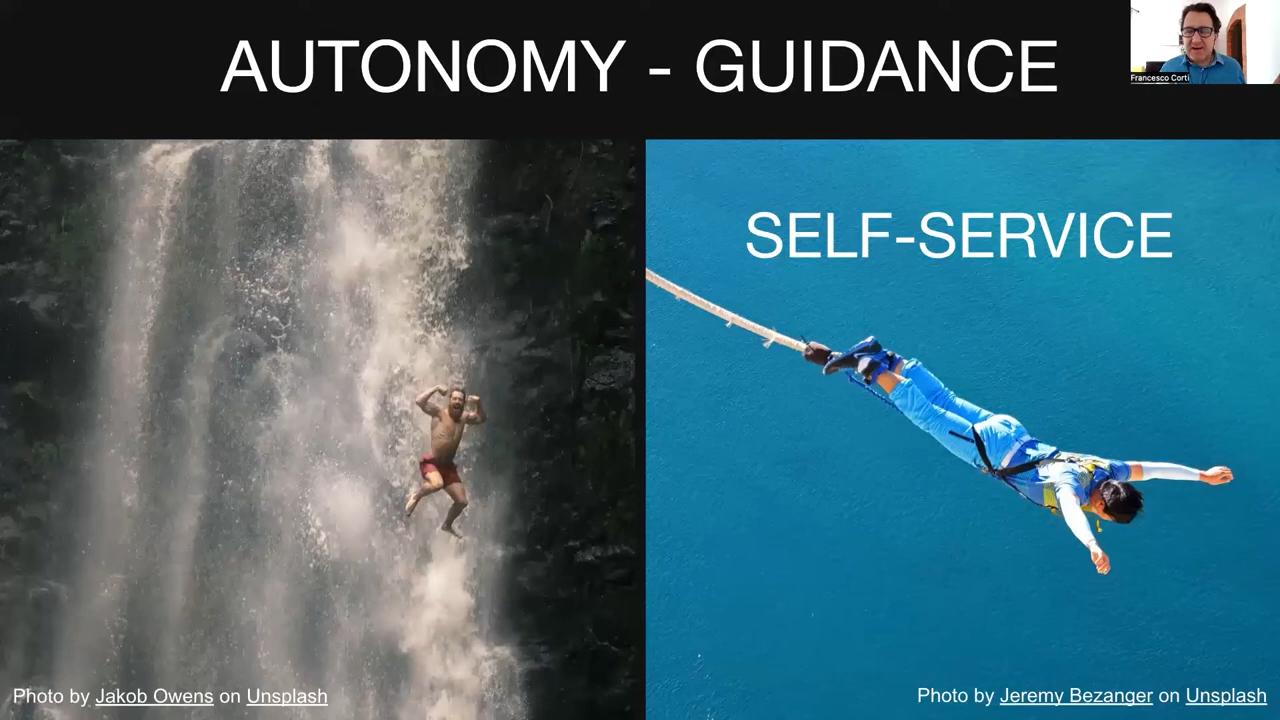 AUTONOMY - GUIDANCE
Francesco Corti
SELF-SERVICE
Photo by Jakob Owens on Unsplash
Photo by Jeremy Bezanger on Unsplash